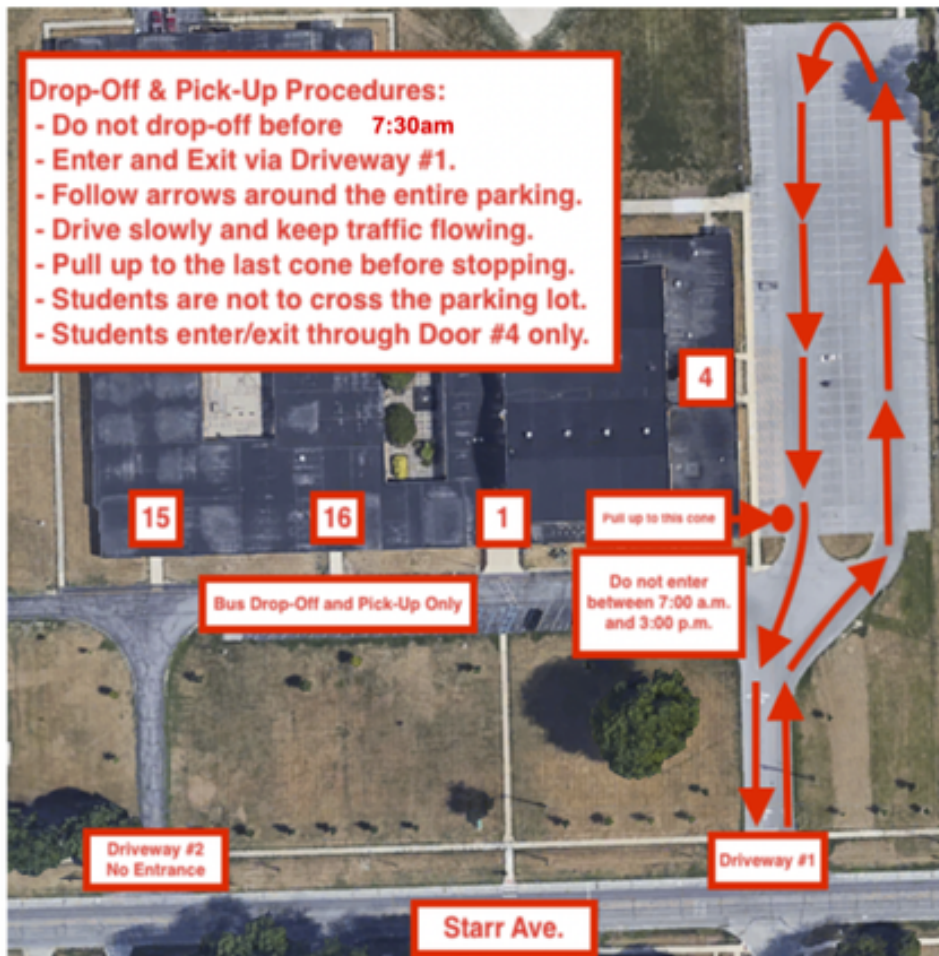 Drop-Off & Pick-Up Procedures:
- Do not drop-off before 7:30am
- Enter and Exit via Driveway #1.
- Follow arrows around the entire parking.
- Drive slowly and keep traffic flowing.
- Pull up to the last cone before stopping.
- Students are not to cross the parking lot.
- Students enter/exit through Door #4 only.
4
15
16
1
Pull up to this cone
Do not enter
between 7:00 a.m.
and 3:00 p.m.
Bus Drop-Off and Pick-Up Only
Driveway #2
No Entrance
Driveway #1
Starr Ave.